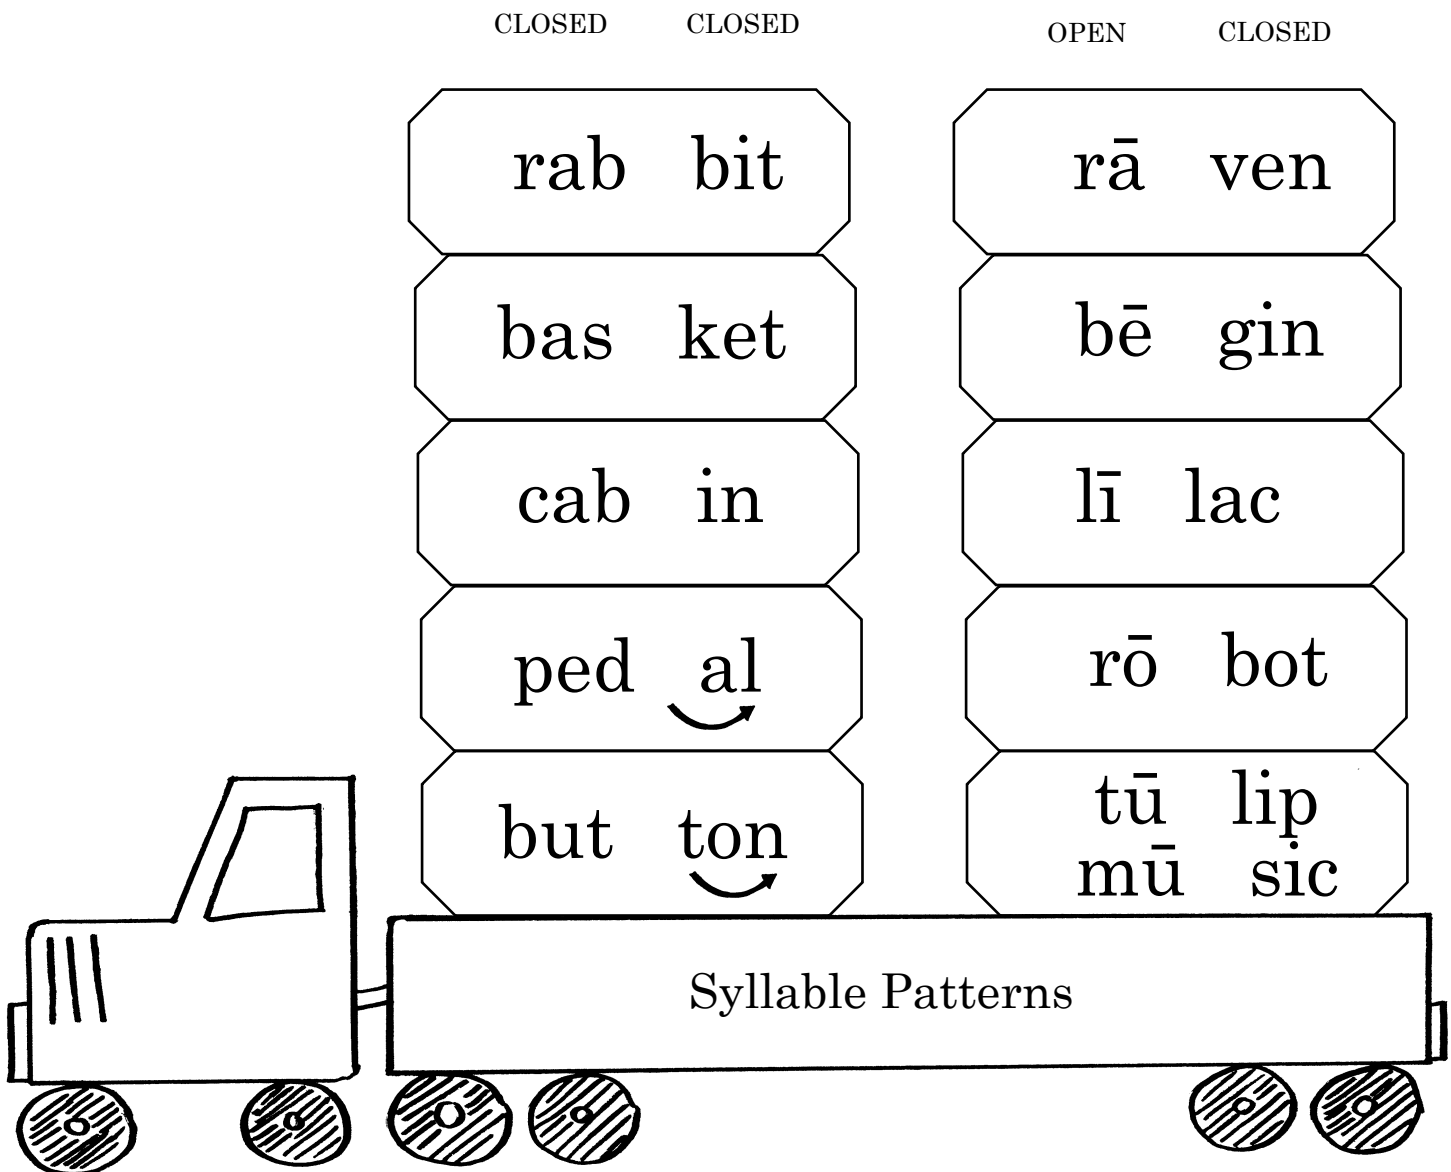 CLOSED CLOSED
rab bit
bas ket
cab in
ped al
but ton
OPEN CLOSED
rā ven
bē gin
lī lac
rō bot
tū lip
mū sic
Syllable Patterns